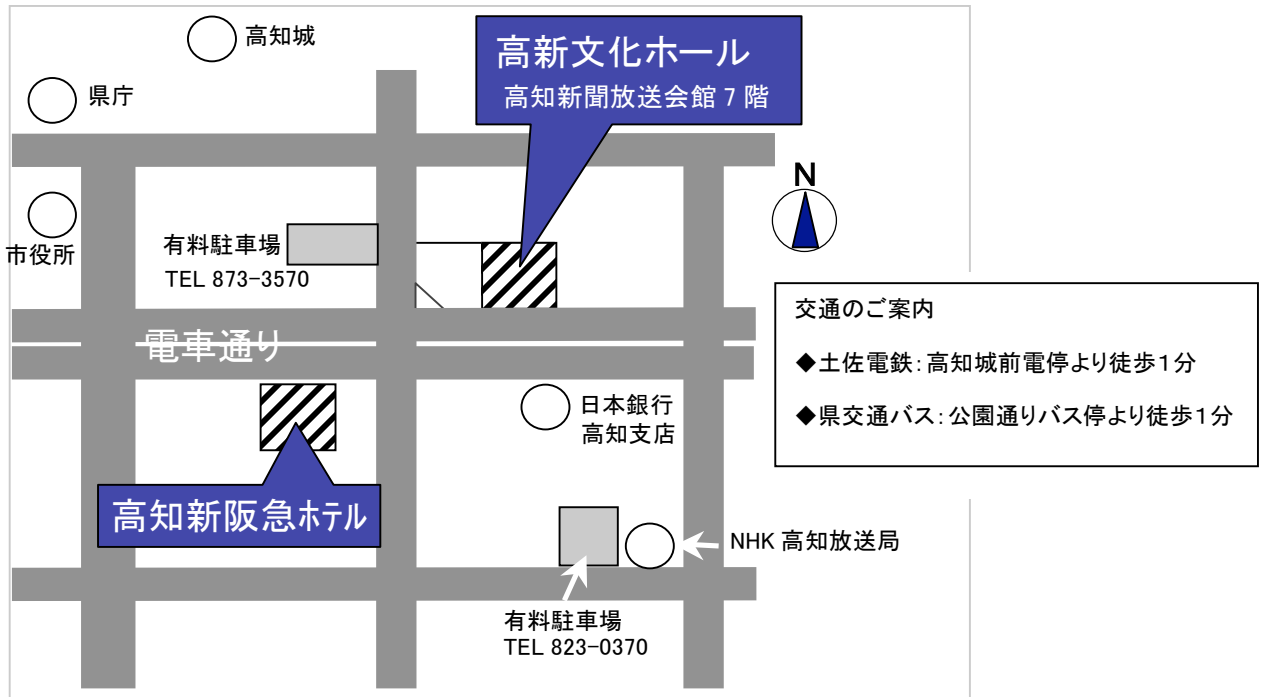 高知城
高新文化ホール
高知新聞放送会館 7 階
県庁
N
市役所
有料駐車場
TEL 873-3570
交通のご案内
◆土佐電鉄：高知城前電停より徒歩１分
◆県交通バス：公園通りバス停より徒歩１分
電車通り
日本銀行
高知支店
高知新阪急ホテル
NHK 高知放送局
有料駐車場
TEL 823-0370